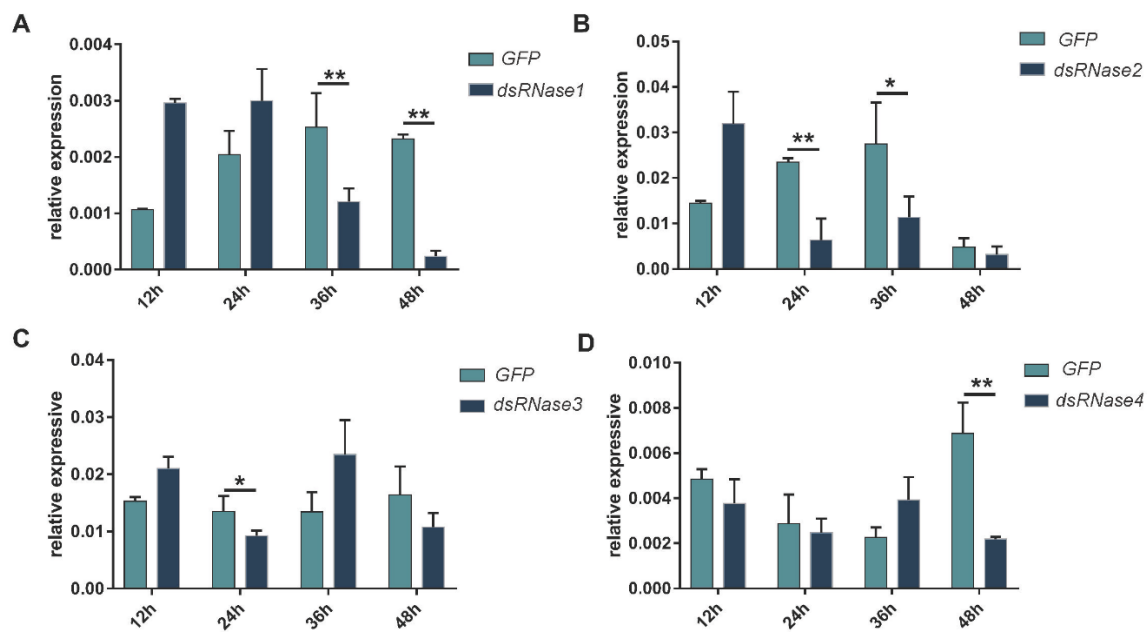 A
relative expression
0.004
0.003
0.002
0.001
0.000
12h
24h
36h
48h
**
**
GFP
dsRNase1
B
relative expression
0.05
0.04
0.03
0.02
0.01
0.00
12h
24h
36h
48h
**
*
GFP
dsRNase2
C
relative expressive
0.04
0.03
0.02
0.01
0.00
12h
24h
36h
48h
*
GFP
dsRNase3
D
relative expressive
0.010
0.008
0.006
0.004
0.002
0.000
12h
24h
36h
48h
**
GFP
dsRNase4